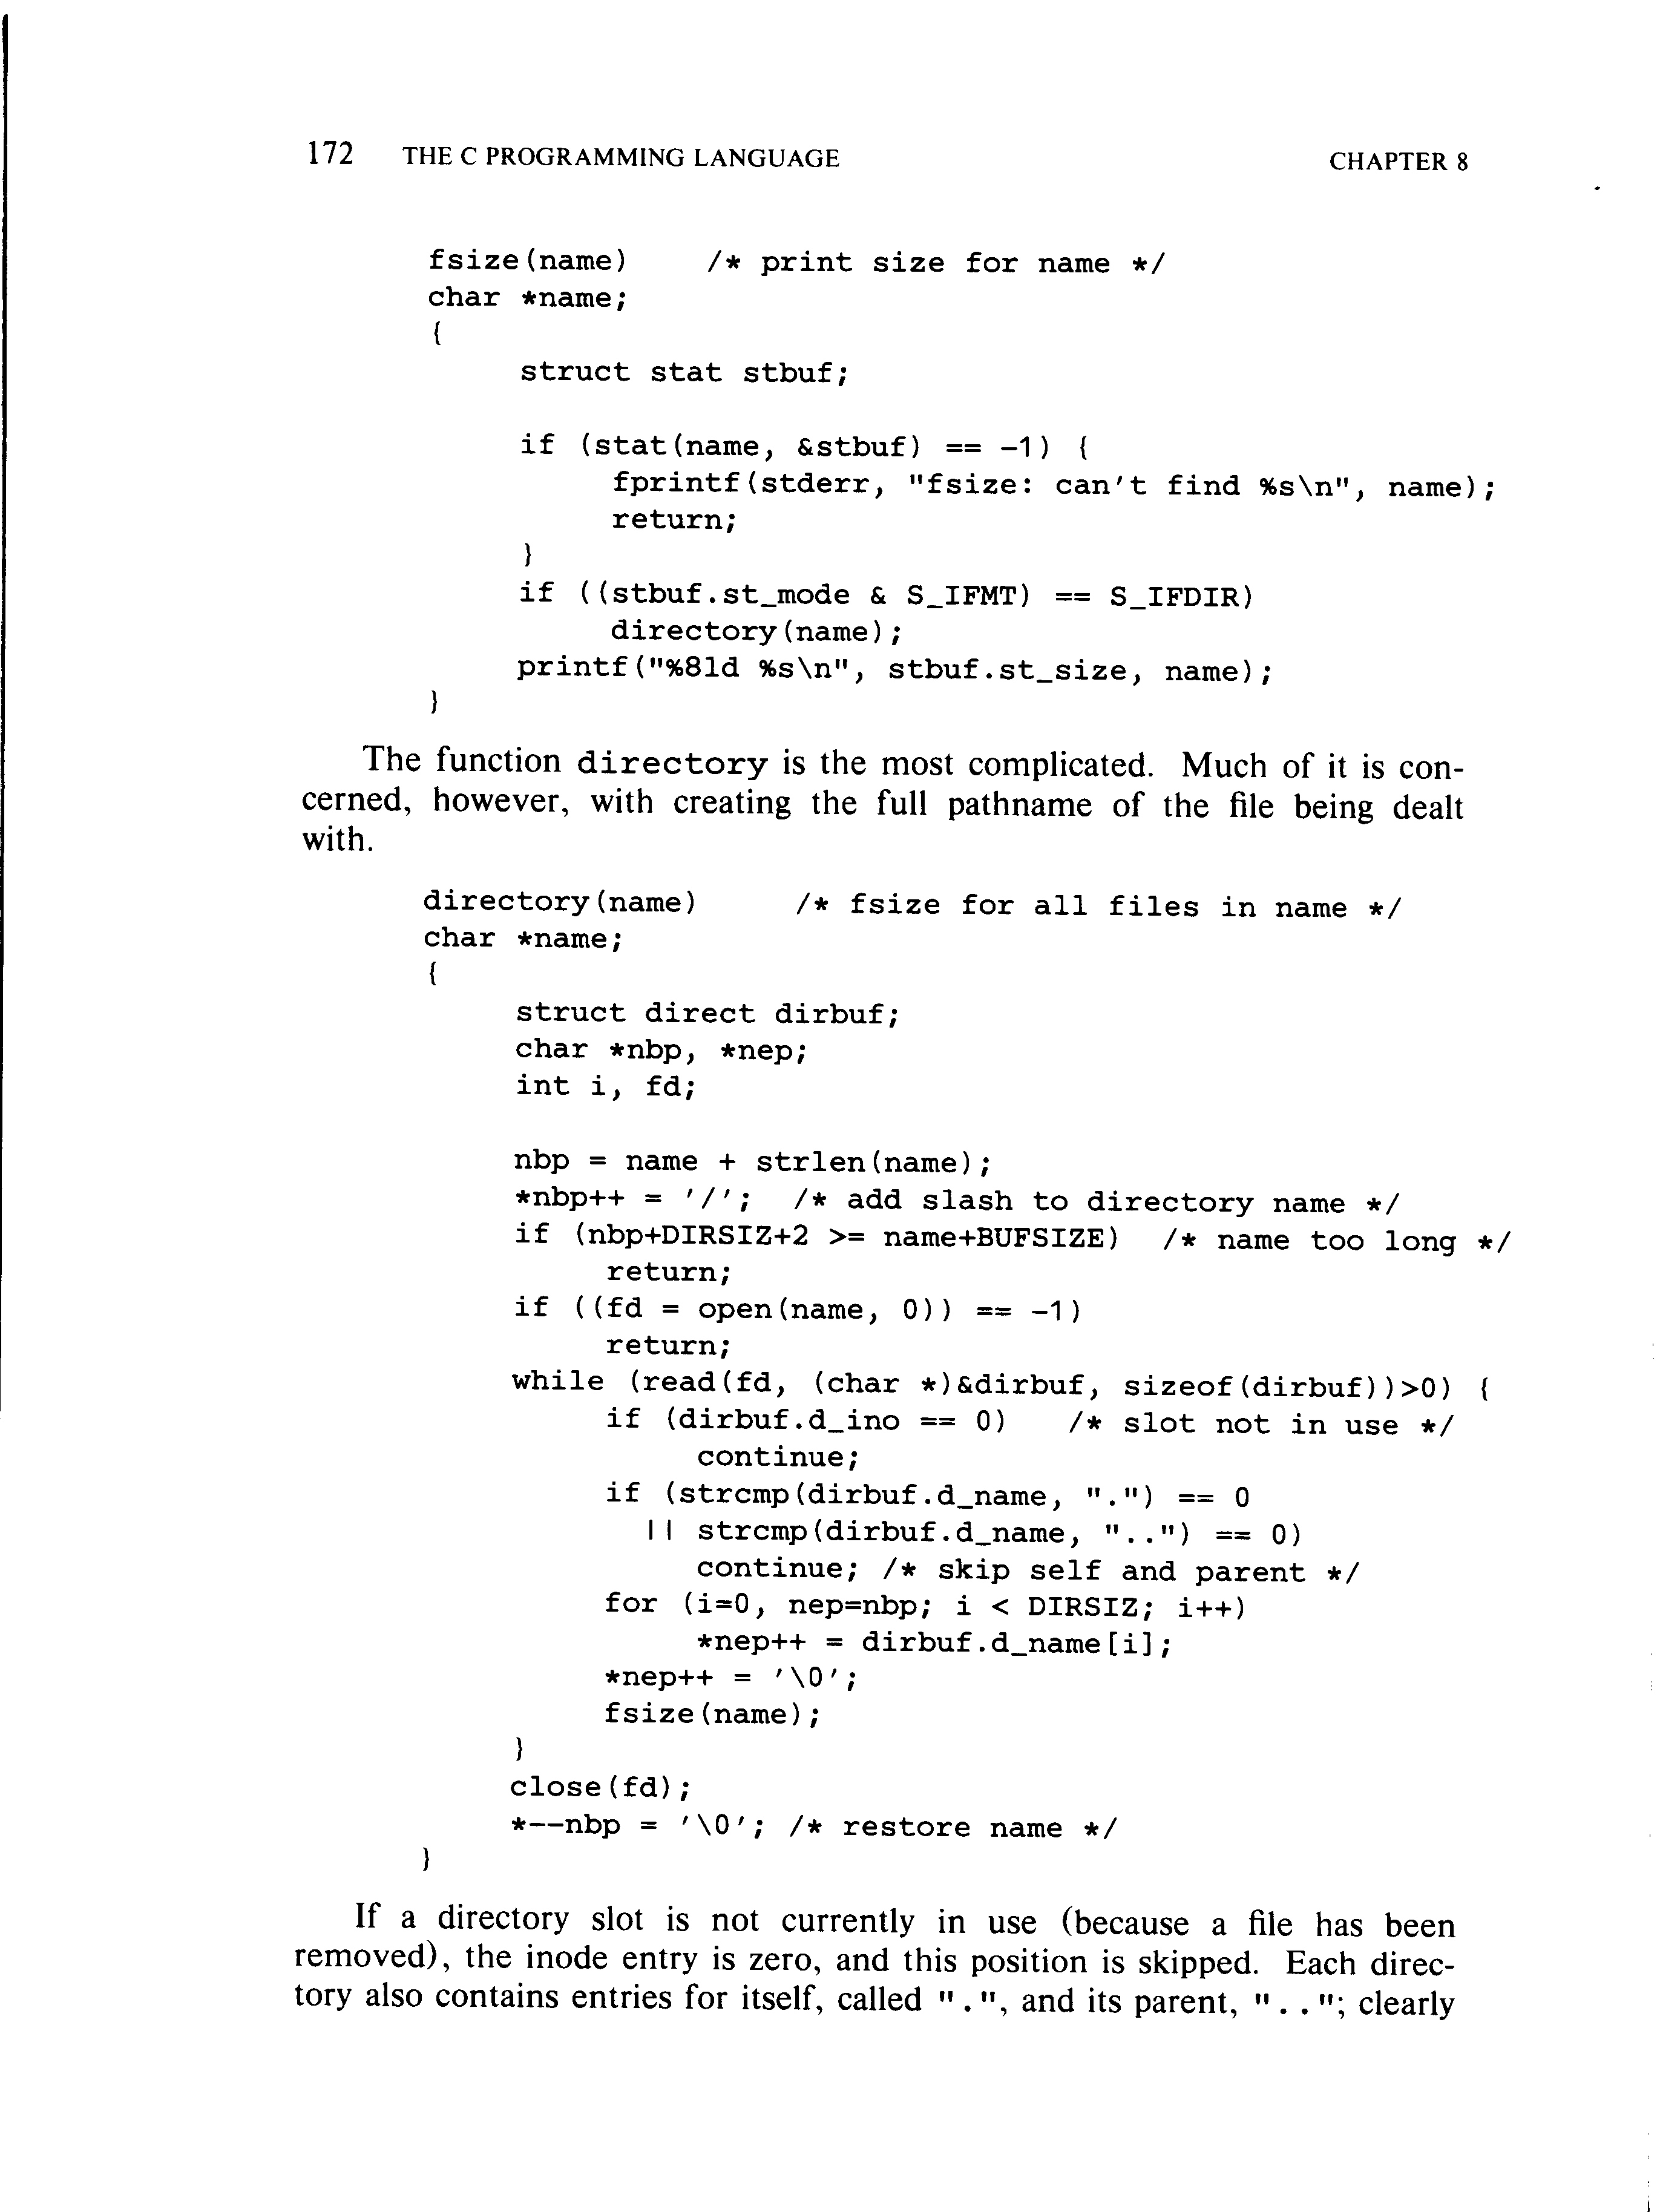 172 THE C PROGRAMMING LANGUAGE CHAPTER 8
fsize(name)     /* print size for name */
char *name;
{
     struct stat stbuf;

     if (stat(name, &stbuf) == -1) {
          fprintf(stderr, "fsize: can't find %s\n", name);
          return;
     }
     if ((stbuf.st_mode & S_IFMT) == S_IFDIR)
          directory(name);
     printf("%8ld %s\n", stbuf.st_size, name);
}
The function directory is the most complicated. Much of it is con-
cerned, however, with creating the full pathname of the file being dealt
with.
directory(name)     /* fsize for all files in name */
char *name;
{
     struct direct dirbuf;
     char *nbp, *nep;
     int i, fd;

     nbp = name + strlen(name);
     *nbp++ = '/';  /* add slash to directory name */
     if (nbp+DIRSIZ+2 >= name+BUFSIZE)  /* name too long */
          return;
     if ((fd = open(name, 0)) == -1)
          return;
     while (read(fd, (char *)&dirbuf, sizeof(dirbuf))>0) {
          if (dirbuf.d_ino == 0)   /* slot not in use */
               continue;
          if (strcmp(dirbuf.d_name, ".") == 0
            || strcmp(dirbuf.d_name, "..") == 0)
               continue; /* skip self and parent */
          for (i=0, nep=nbp; i < DIRSIZ; i++)
               *nep++ = dirbuf.d_name[i];
          *nep++ = '\0';
          fsize(name);
     }
     close(fd);
     *--nbp = '\0'; /* restore name */
}
If a directory slot is not currently in use (because a file has been
removed), the inode entry is zero, and this position is skipped. Each direc-
tory also contains entries for itself, called ".", and its parent, ".."; clearly